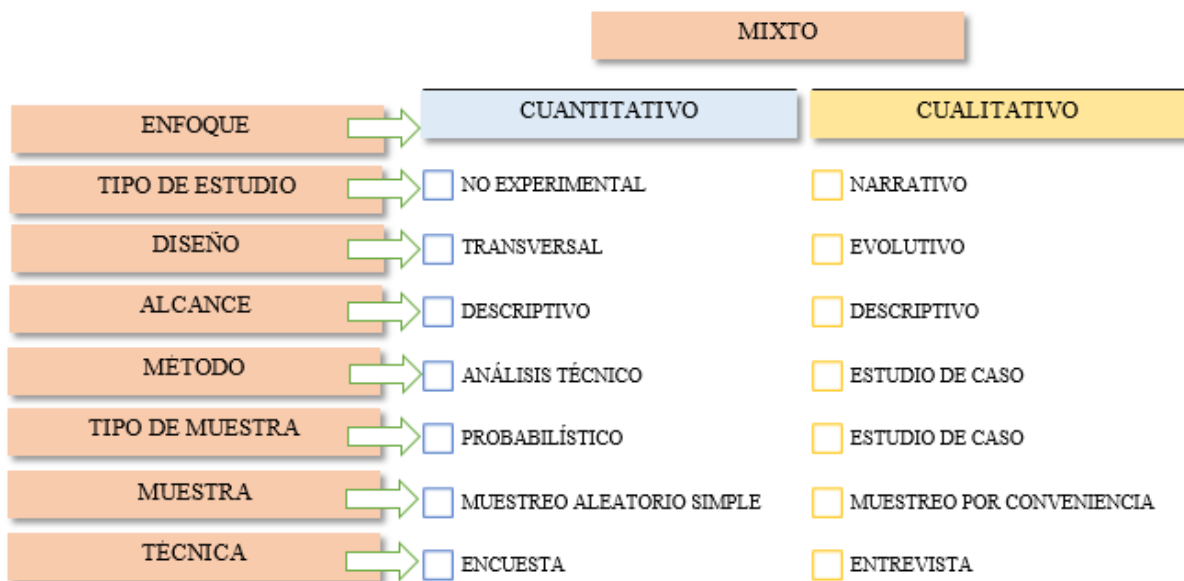 MIXTO
ENFOQUE
CUANTITATIVO
CUALITATIVO
TIPO DE ESTUDIO
NO EXPERIMENTAL
NARRATIVO
DISEÑO
TRANSVERSAL
EVOLUTIVO
ALCANCE
DESCRIPTIVO
DESCRIPTIVO
MÉTODO
ANÁLISIS TÉCNICO
ESTUDIO DE CASO
TIPO DE MUESTRA
PROBABILÍSTICO
ESTUDIO DE CASO
MUESTRA
MUESTREO ALEATORIO SIMPLE
MUESTREO POR CONVENIENCIA
TÉCNICA
ENCUESTA
ENTREVISTA